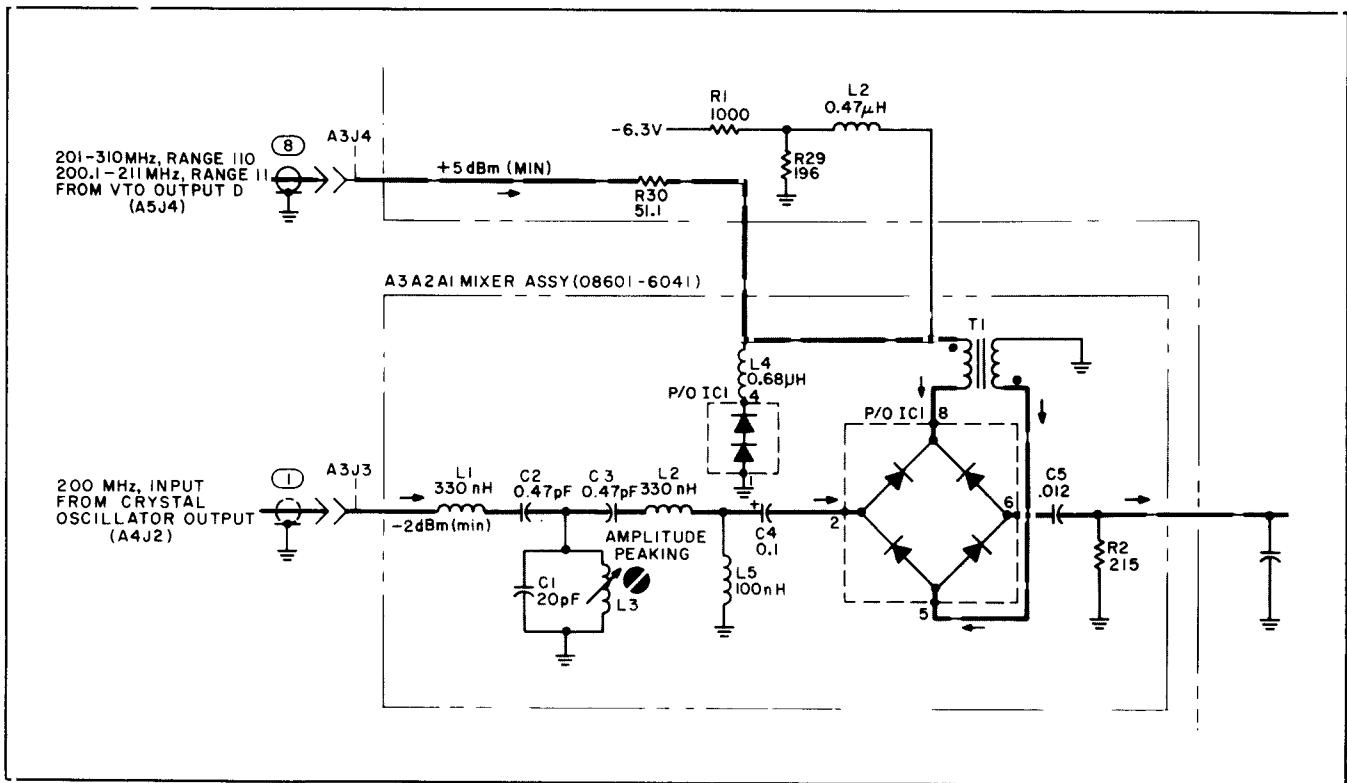 R1
1000
L2
0.47µH
-6.3V
R29
196
8
A3J4
201-310MHz, RANGE 110
200.1-211MHz, RANGE 11
FROM VTO OUTPUT D
(A5J4)
+5 dBm (MIN)
R30
51.1
A3A2A1 MIXER ASSY (08601-6041)
T1
L4
0.68µH
P/O IC1
4
1
P/O IC1
8
1
A3J3
200 MHz, INPUT
FROM CRYSTAL
OSCILLATOR OUTPUT
(A4J2)
L1
330 nH
-2dBm (min)
C2
0.47pF
C3
0.47pF
L2
330 nH
AMPLITUDE
PEAKING
C1
20pF
L3
L5
100nH
+
C4
0.1
2
6
5
C5
.012
R2
215